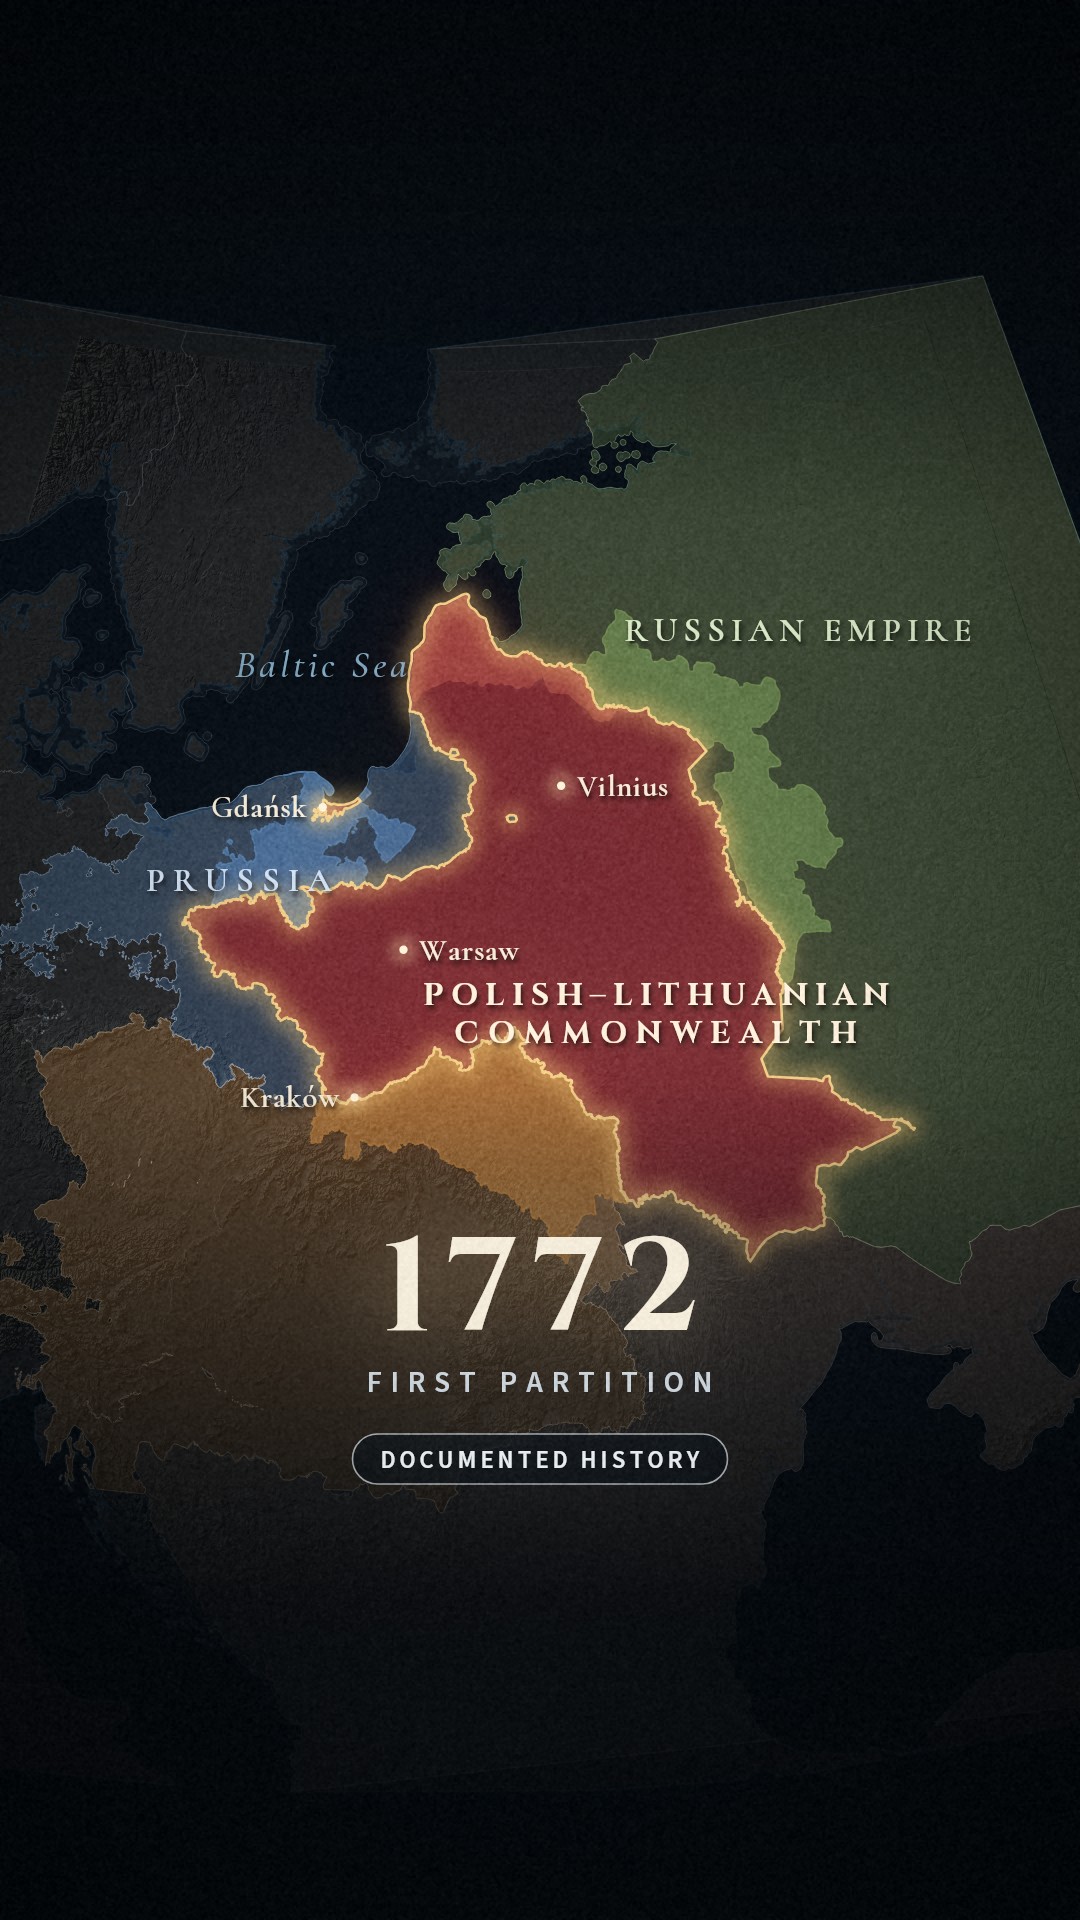 RUSSIAN EMPIRE
Baltic Sea
Vilnius
Gdańsk
PRUSSIA
Warsaw
POLISH–LITHUANIAN
COMMONWEALTH
Kraków
1772
FIRST PARTITION
DOCUMENTED HISTORY